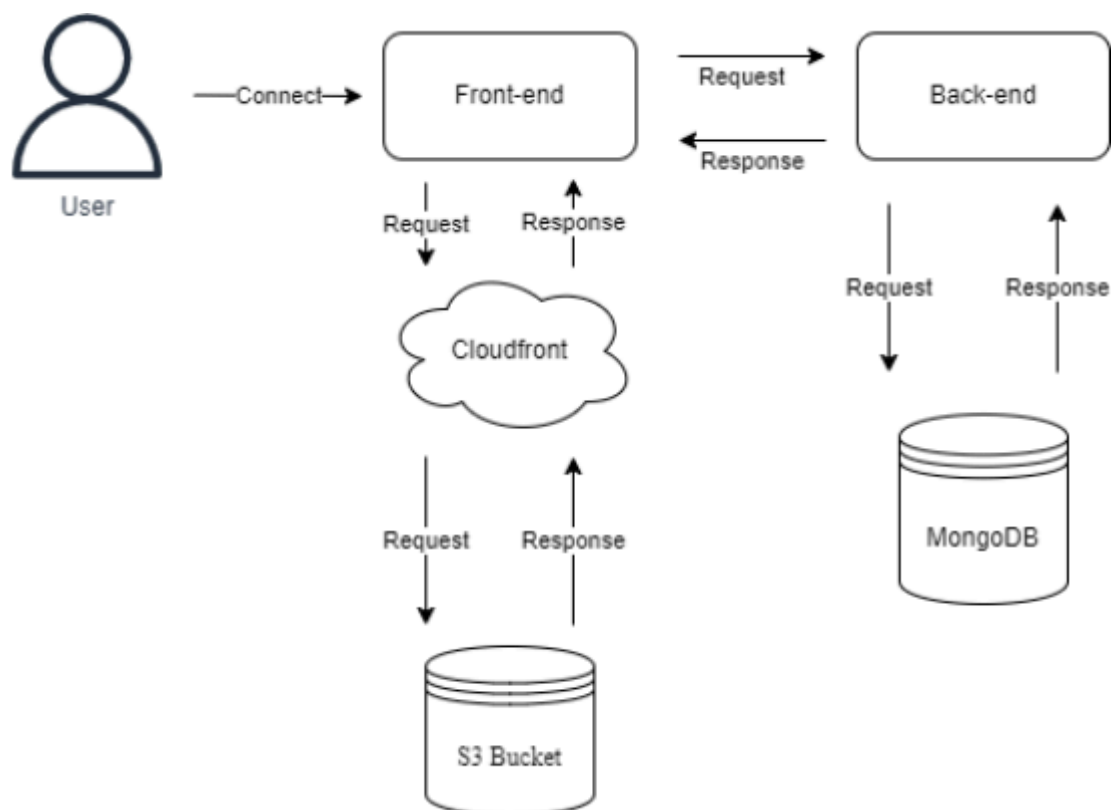 User
Connect
Front-end
Request
Response
Back-end
Request
Response
Cloudfront
Request
Response
MongoDB
Request
Response
S3 Bucket